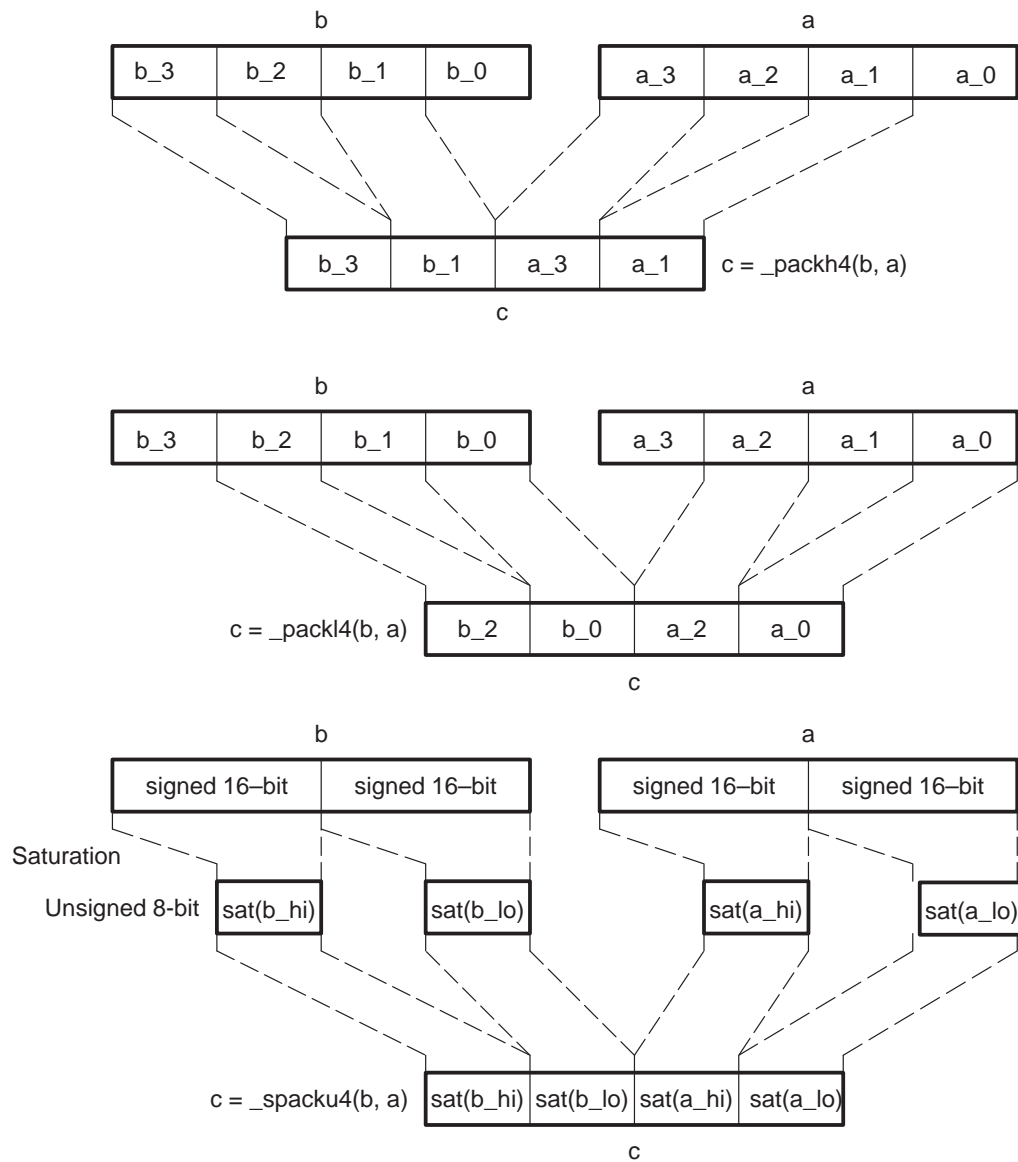 b a
b_3 b_2 b_1 b_0 a_3 a_2 a_1 a_0
b_3 b_1 a_3 a_1 c = _packh4(b, a)
c
b a
b_3 b_2 b_1 b_0 a_3 a_2 a_1 a_0
c = _packl4(b, a) b_2 b_0 a_2 a_0
c
b a
signed 16–bit signed 16–bit signed 16–bit signed 16–bit
Saturation
Unsigned 8-bit sat(b_hi) sat(b_lo) sat(a_hi) sat(a_lo)
c = _spacku4(b, a) sat(b_hi) sat(b_lo) sat(a_hi) sat(a_lo)
c